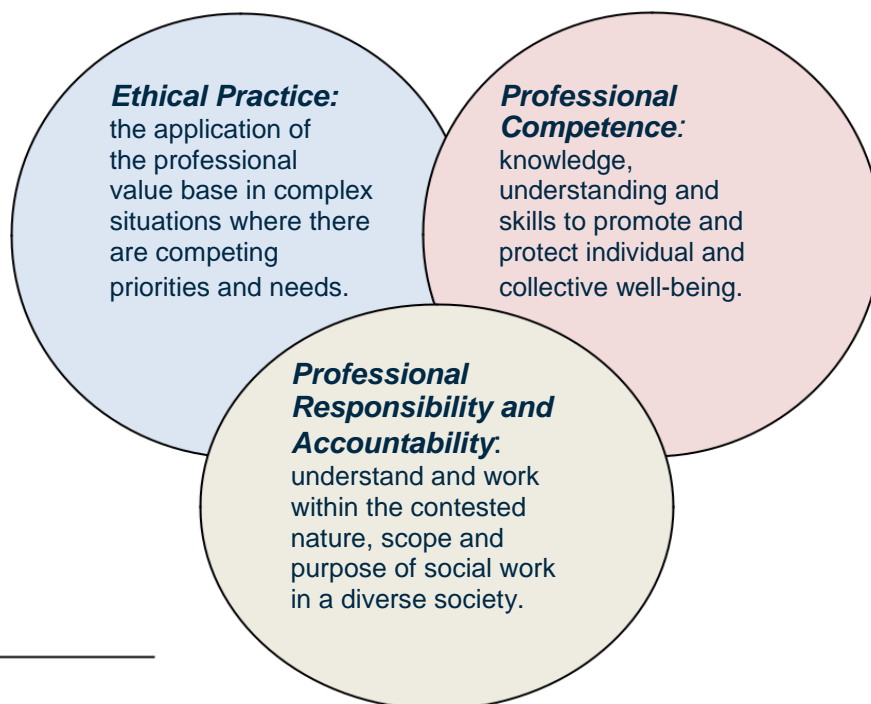 Ethical Practice:
the application of
the professional
value base in complex
situations where there
are competing
priorities and needs.
Professional
Competence:
knowledge,
understanding and
skills to promote and
protect individual and
collective well-being.
Professional
Responsibility and
Accountability:
understand and work
within the contested
nature, scope and
purpose of social work
in a diverse society.